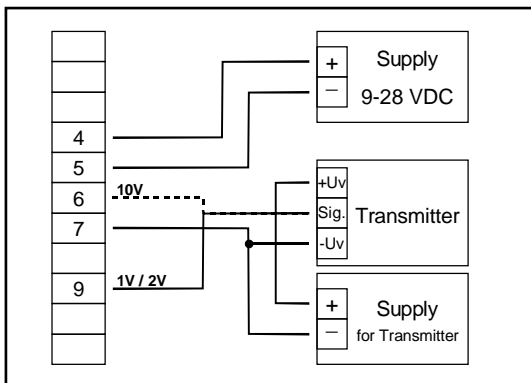 4
5
6
7
9
10V
1V / 2V
+
−
Supply
9-28 VDC
+Uv
Sig.
-Uv
Transmitter
+
−
Supply
for Transmitter